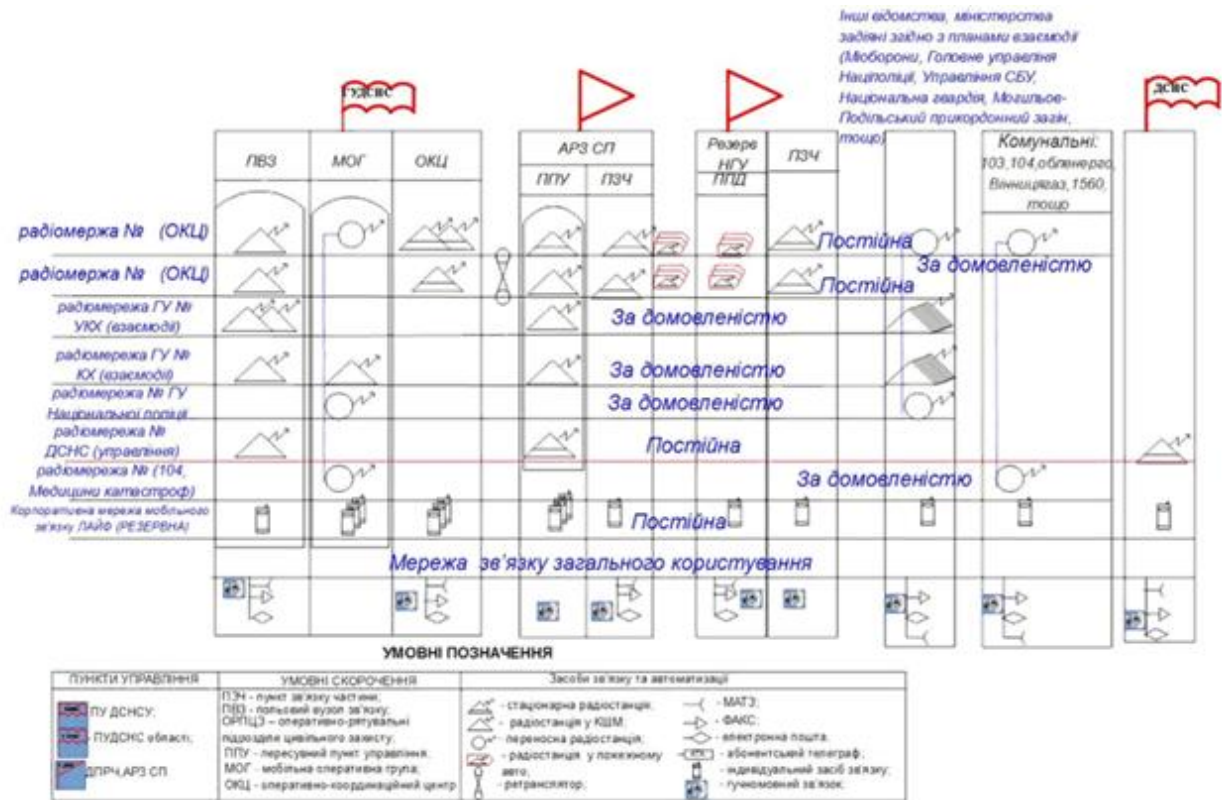 Інші відомства, міністерства
задіяні згідно з планами взаємодії
(Міоборони, Головне управліня
Націполіції, Управління СБУ,
Національна гвардія, Могильов-
Подільський прикордонний загін,
тощо)
ГУДСНС
ДСНС
ПВЗ
МОГ
ОКЦ
АРЗ СП
ППУ
ПЗЧ
Резерв
НГУ
ППД
ПЗЧ
Комунальні:
103,104,обленерго,
Вінницягаз,1560,
тощо
радіомержа № (ОКЦ)
Постійна
За домовленістю
радіомержа № (ОКЦ)
Постійна
радіомережа ГУ №
УКХ (взаємодії)
За домовленістю
радіомережа ГУ №
КХ (взаємодії)
За домовленістю
радіомережа № ГУ
Національної поліції
За домовленістю
радіомережа №
ДСНС (управління)
Постійна
радіомережа № (104,
Медицини катастроф)
За домовленістю
Корпоративна мережа мобільного
зв'язку ЛАЙФ (РЕЗЕРВНА)
Постійна
Мережа зв'язку загального користування
УМОВНІ ПОЗНАЧЕННЯ
ПУНКТИ УПРАВЛІННЯ
ПУ ДСНСУ;
- ПУДСНС області;
ДПРЧ,АРЗ СП
УМОВНІ СКОРОЧЕННЯ
ПЗЧ - пункт зв'язку частини;
ПВЗ - польовий вузол зв'язку;
ОРПЦЗ – оперативно-рятувальні
підрозділи цивільного захисту;
ППУ - пересувний пункт управління;
МОГ - мобільна оперативна група;
ОКЦ - оперативно-координаційний центр
Засоби зв'язку та автоматизації
- стаціонарна радіостанція;
- радіостанція у КШМ;
- переносна радіостанція;
- радіостанція у пожежному
авто;
- ретранслятор;
- МАТЗ;
- ФАКС;
- електронна пошта;
- абонентський телеграф;
- індивідуальний засіб зв'язку;
- гучномовний зв'язок;